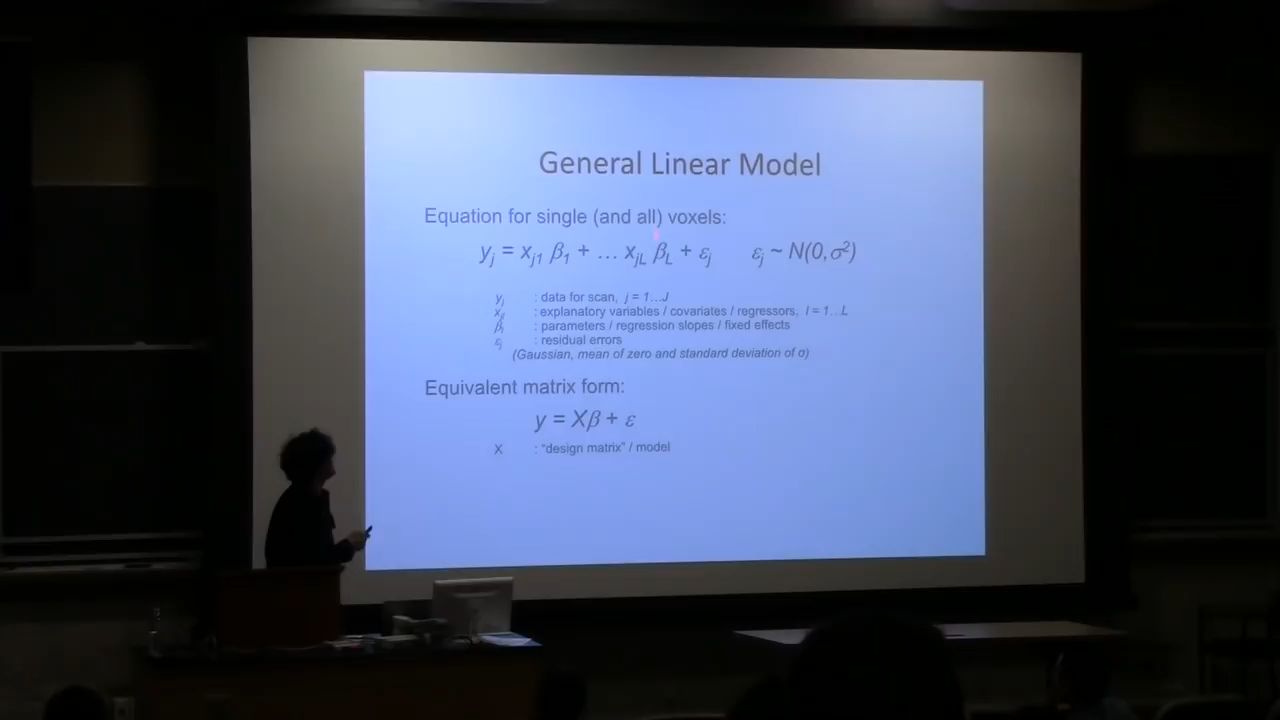 General Linear Model
Equation for single (and all) voxels:
yj = xj1 β1 + … xjL βL + εj εj ~ N(0,σ²)
yj : data for scan, j = 1…J
xjl : explanatory variables / covariates / regressors, l = 1…L
βl : parameters / regression slopes / fixed effects
εj : residual errors
(Gaussian, mean of zero and standard deviation of σ)
Equivalent matrix form:
y = Xβ + ε
X : “design matrix” / model